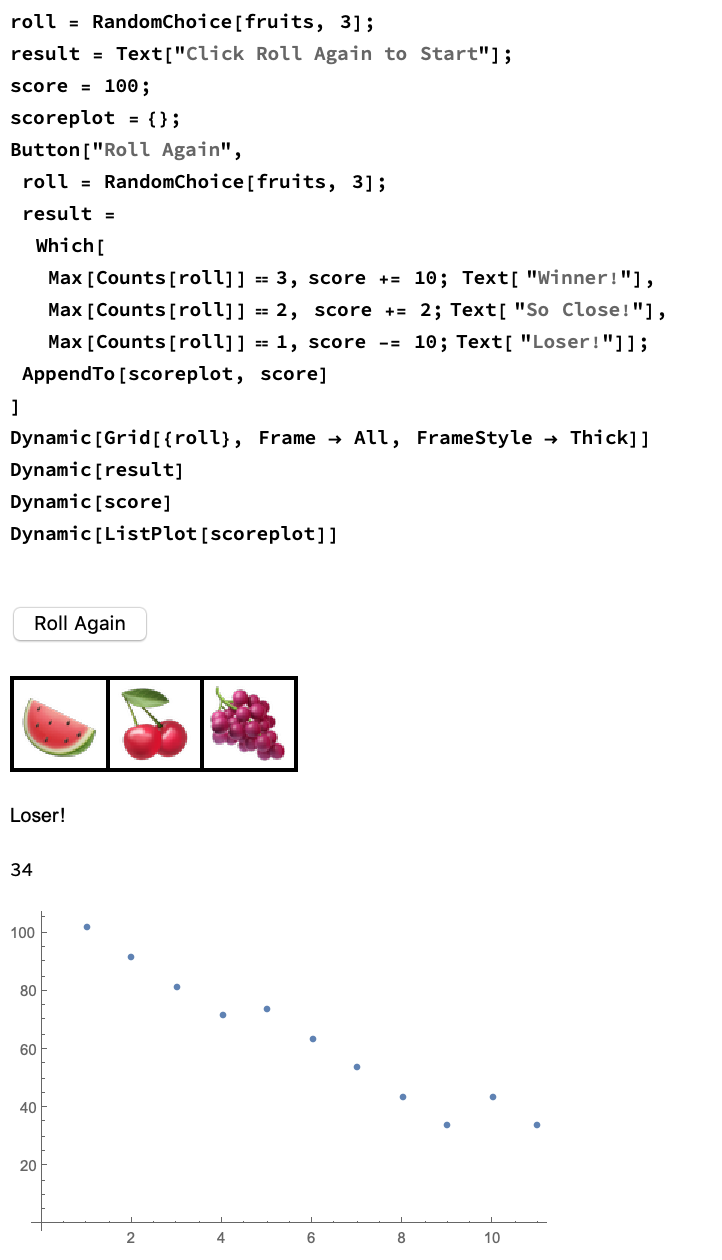 roll = RandomChoice[fruits, 3];
result = Text["Click Roll Again to Start"];
score = 100;
scoreplot = {};
Button["Roll Again",
roll = RandomChoice[fruits, 3];
result =
Which[
Max[Counts[roll]] == 3, score += 10; Text[ "Winner!"],
Max[Counts[roll]] == 2, score += 2; Text[ "So Close!"],
Max[Counts[roll]] == 1, score -= 10; Text[ "Loser!"]];
AppendTo[scoreplot, score]
]
Dynamic[Grid[{roll}, Frame → All, FrameStyle → Thick]]
Dynamic[result]
Dynamic[score]
Dynamic[ListPlot[scoreplot]]
Roll Again
Loser!
34
100
80
60
40
20
2 4 6 8 10